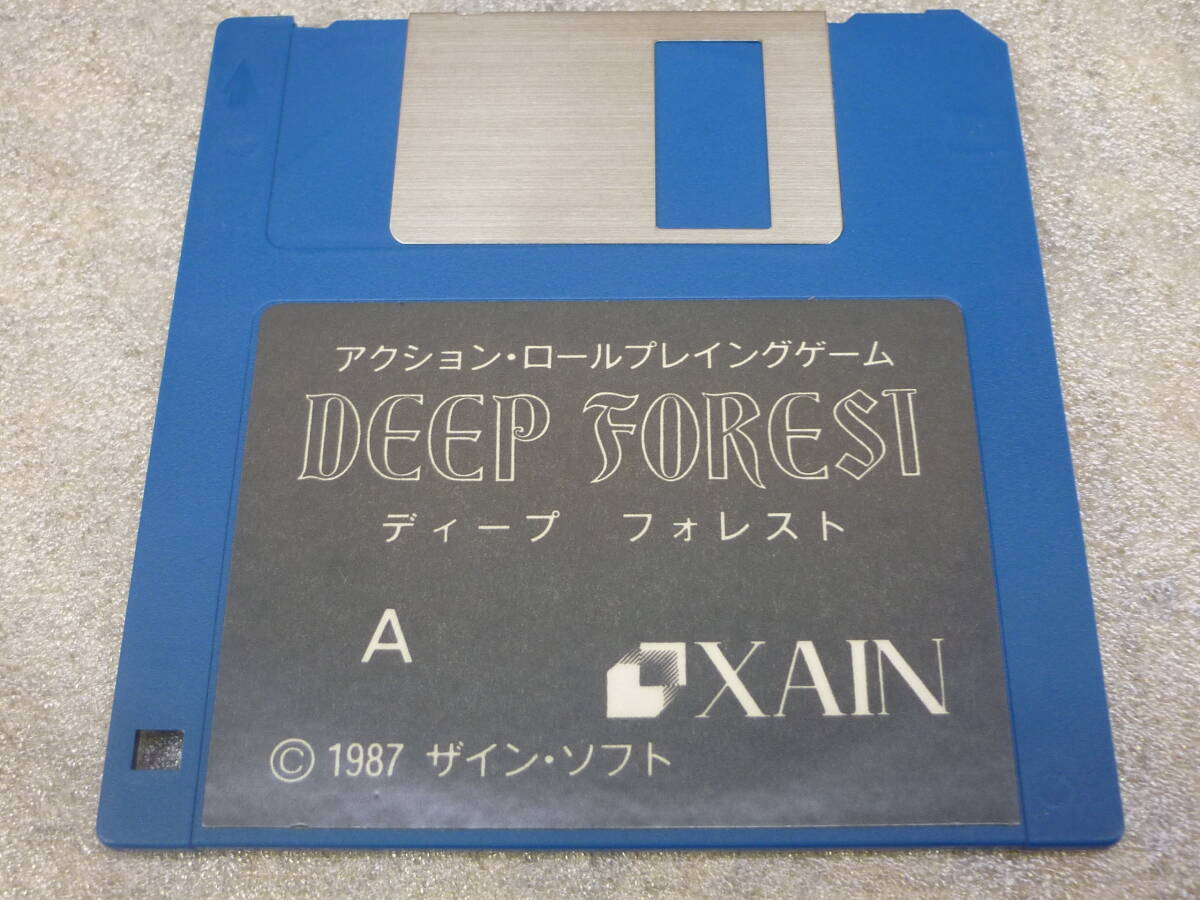 アクション・ロールプレイングゲーム
DEEP FOREST
ディープ フォレスト
A
XAIN
© 1987 ザイン・ソフト